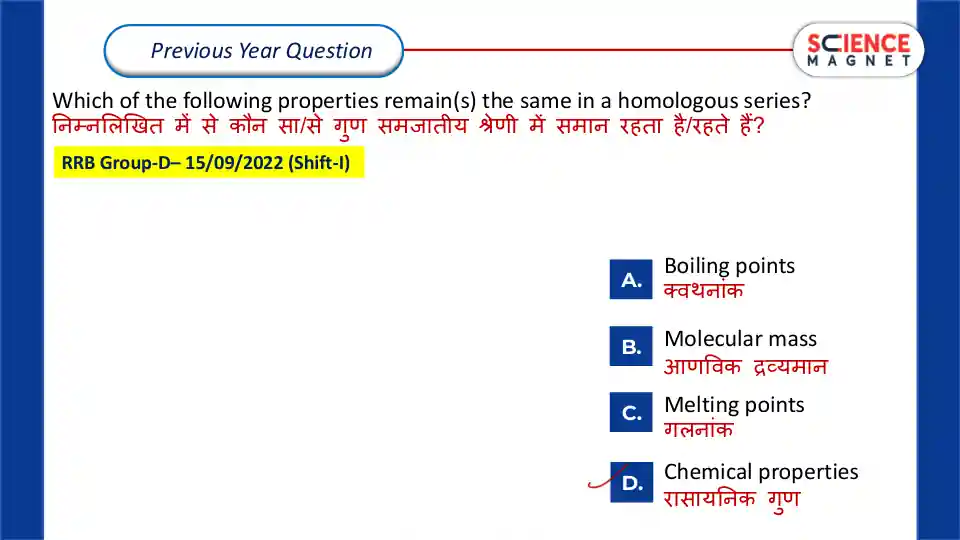 Previous Year Question
SCIENCE
MAGNET
Which of the following properties remain(s) the same in a homologous series?
निम्नलिखित में से कौन सा/से गुण समजातीय श्रेणी में समान रहता है/रहते हैं?
RRB Group-D– 15/09/2022 (Shift-I)
A. Boiling points
क्वथनांक
B. Molecular mass
आणविक द्रव्यमान
C. Melting points
गलनांक
D. Chemical properties
रासायनिक गुण